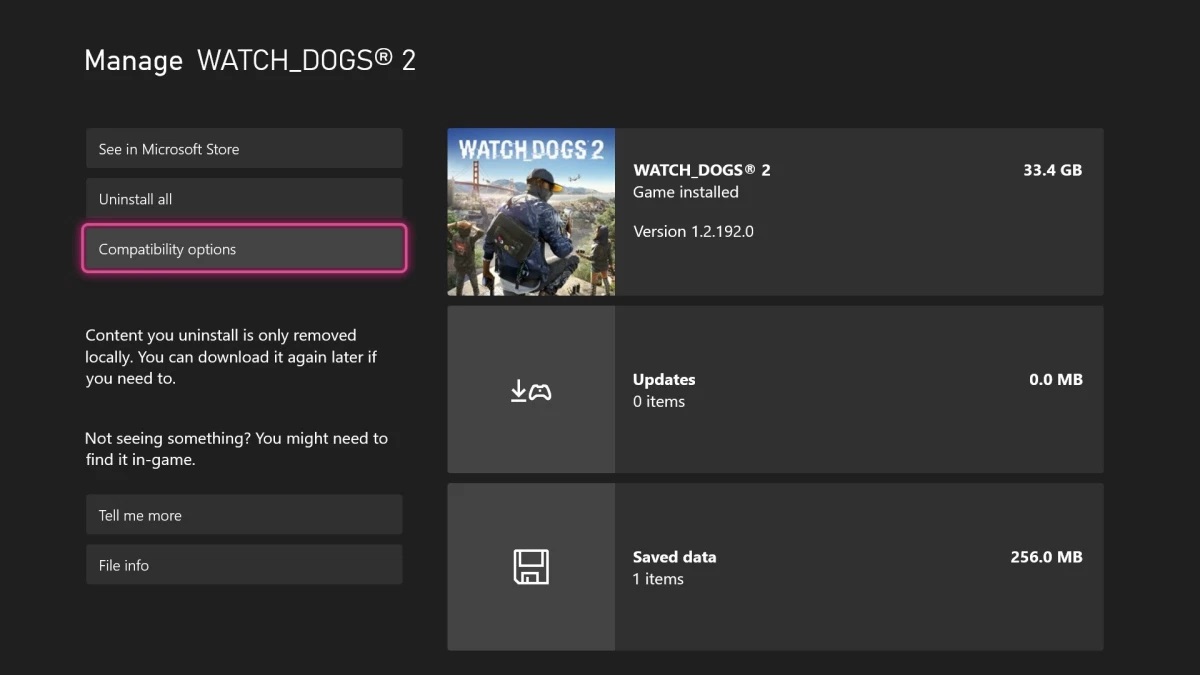 Manage WATCH_DOGS® 2
See in Microsoft Store
Uninstall all
Compatibility options
Content you uninstall is only removed
locally. You can download it again later if
you need to.
Not seeing something? You might need to
find it in-game.
Tell me more
File info
WATCH_DOGS 2
WATCH_DOGS® 2 33.4 GB
Game installed
Version 1.2.192.0
Updates 0.0 MB
0 items
Saved data 256.0 MB
1 items